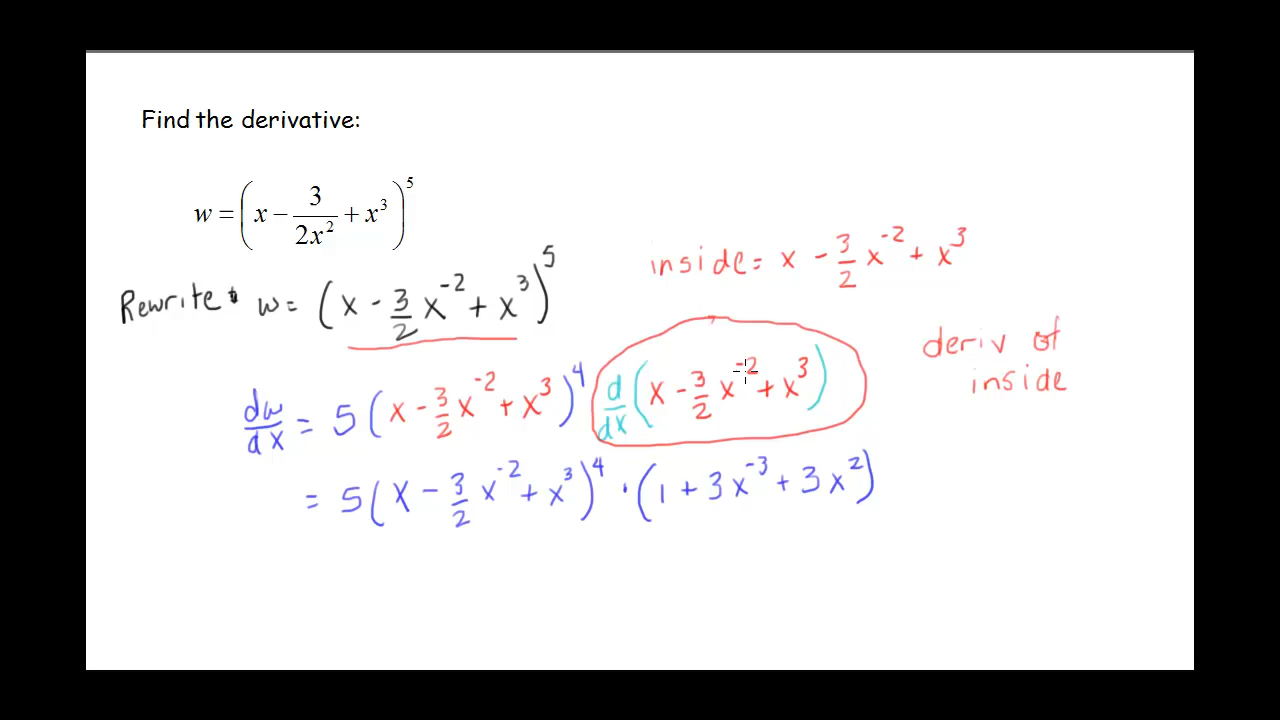 Find the derivative:
w = (x − 3/(2x²) + x³)⁵
Rewrite: w = (x − 3/2 x⁻² + x³)⁵
inside = x − 3/2 x⁻² + x³
deriv of
inside
dw/dx = 5(x − 3/2 x⁻² + x³)⁴ (d/dx (x − 3/2 x⁻² + x³))
= 5(x − 3/2 x⁻² + x³)⁴ · (1 + 3x⁻³ + 3x²)